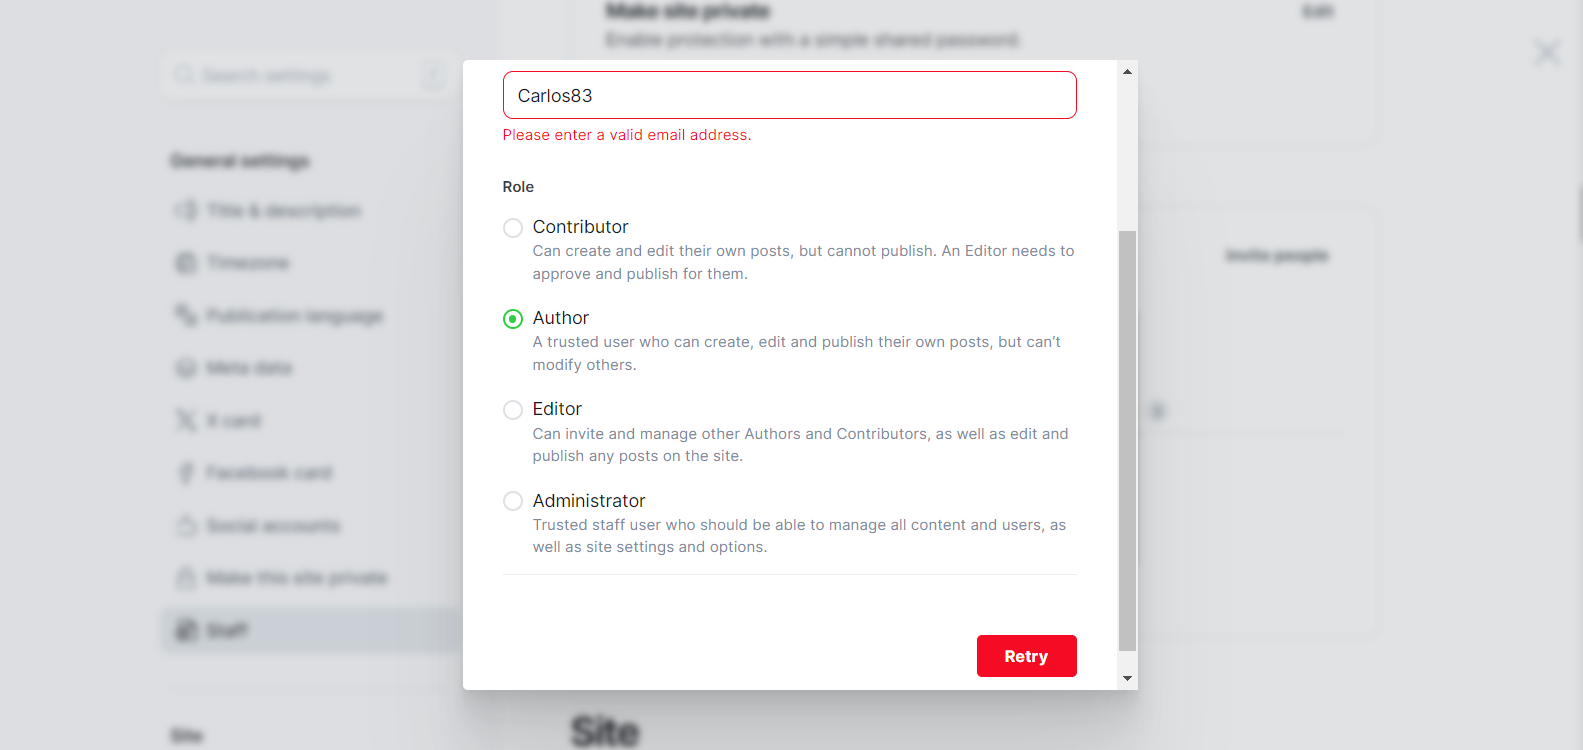 Make site private
Edit
Enable protection with a simple shared password.
Search settings
General settings
Title & description
Timezone
Publication language
Meta data
X card
Facebook card
Social accounts
Make this site private
Staff
Site
Carlos83
Please enter a valid email address.
Role
Contributor
Can create and edit their own posts, but cannot publish. An Editor needs to
approve and publish for them.
Author
A trusted user who can create, edit and publish their own posts, but can’t
modify others.
Editor
Can invite and manage other Authors and Contributors, as well as edit and
publish any posts on the site.
Administrator
Trusted staff user who should be able to manage all content and users, as
well as site settings and options.
Retry
Invite people
Site